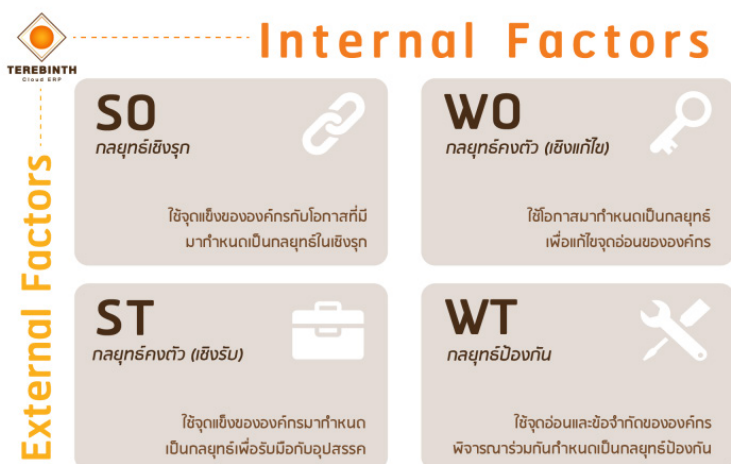 Internal Factors
TEREBINTH
Cloud ERP
External Factors
SO
กลยุทธ์เชิงรุก
ใช้จุดแข็งขององค์กรกับโอกาสที่มี
มากำหนดเป็นกลยุทธ์ในเชิงรุก
WO
กลยุทธ์คงตัว (เชิงแก้ไข)
ใช้โอกาสมากำหนดเป็นกลยุทธ์
เพื่อแก้ไขจุดอ่อนขององค์กร
ST
กลยุทธ์คงตัว (เชิงรับ)
ใช้จุดแข็งขององค์กรมากำหนด
เป็นกลยุทธ์เพื่อรับมือกับอุปสรรค
WT
กลยุทธ์ป้องกัน
ใช้จุดอ่อนและข้อจำกัดขององค์กร
พิจารณาร่วมกันกำหนดเป็นกลยุทธ์ป้องกัน